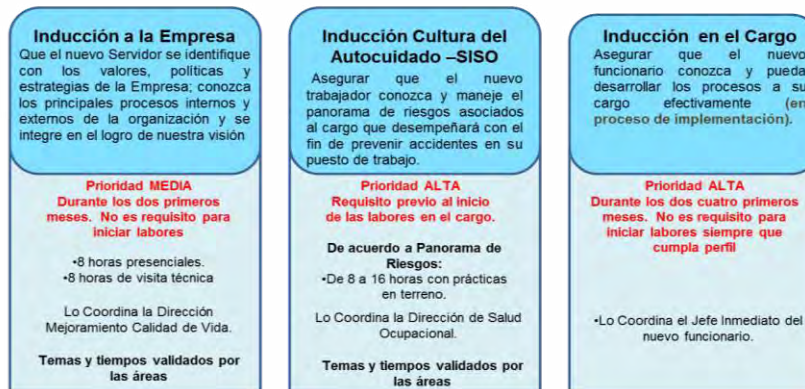 Inducción a la Empresa
Que el nuevo Servidor se identifique
con los valores, políticas y
estrategias de la Empresa; conozca
los principales procesos internos y
externos de la organización y se
integre en el logro de nuestra visión
Prioridad MEDIA
Durante los dos primeros
meses. No es requisito para
iniciar labores
•8 horas presenciales.
•8 horas de visita técnica
Lo Coordina la Dirección
Mejoramiento Calidad de Vida.
Temas y tiempos validados por
las áreas
Inducción Cultura del
Autocuidado –SISO
Asegurar que el nuevo
trabajador conozca y maneje el
panorama de riesgos asociados
al cargo que desempeñará con el
fin de prevenir accidentes en su
puesto de trabajo.
Prioridad ALTA
Requisito previo al inicio
de las labores en el cargo.
De acuerdo a Panorama de
Riesgos:
•De 8 a 16 horas con prácticas
en terreno.
Lo Coordina la Dirección de Salud
Ocupacional.
Temas y tiempos validados por
las áreas
Inducción en el Cargo
Asegurar que el nuevo
funcionario conozca y pueda
desarrollar los procesos a su
cargo efectivamente (en
proceso de implementación).
Prioridad ALTA
Durante los dos cuatro primeros
meses. No es requisito para
iniciar labores siempre que
cumpla perfil
•Lo Coordina el Jefe Inmediato del
nuevo funcionario.